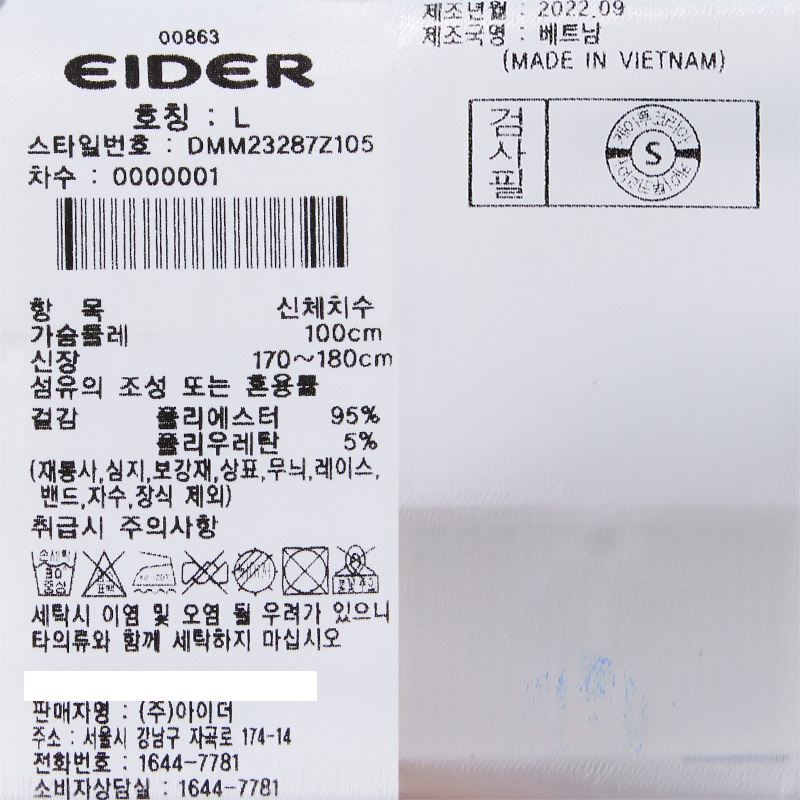 00863
EIDER
호칭 : L
스타일번호 : DMM23287Z105
차수 : 0000001
항 목 신체치수
가슴둘레 100cm
신장 170~180cm
섬유의 조성 또는 혼용률
겉감 폴리에스터 95%
폴리우레탄 5%
(재봉사,심지,보강재,상표,무늬,레이스,
밴드,자수,장식 제외)
취급시 주의사항
손세탁
30
중성
세탁시 이염 및 오염 될 우려가 있으니
타의류와 함께 세탁하지 마십시오
판매자명 : (주)아이더
주소 : 서울시 강남구 자곡로 174-14
전화번호 : 1644-7781
소비자상담실 : 1644-7781
제조년월 : 2022.09
제조국명 : 베트남
(MADE IN VIETNAM)
검사필
S